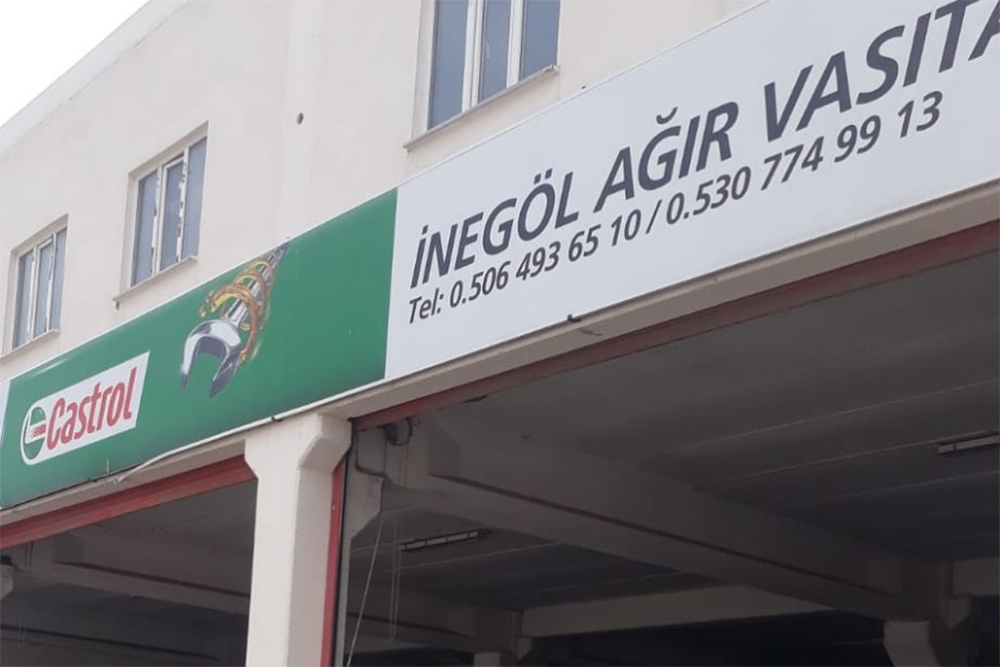 Castrol
İNEGÖL AĞIR VASITA
Tel: 0.506 493 65 10 / 0.530 774 99 13